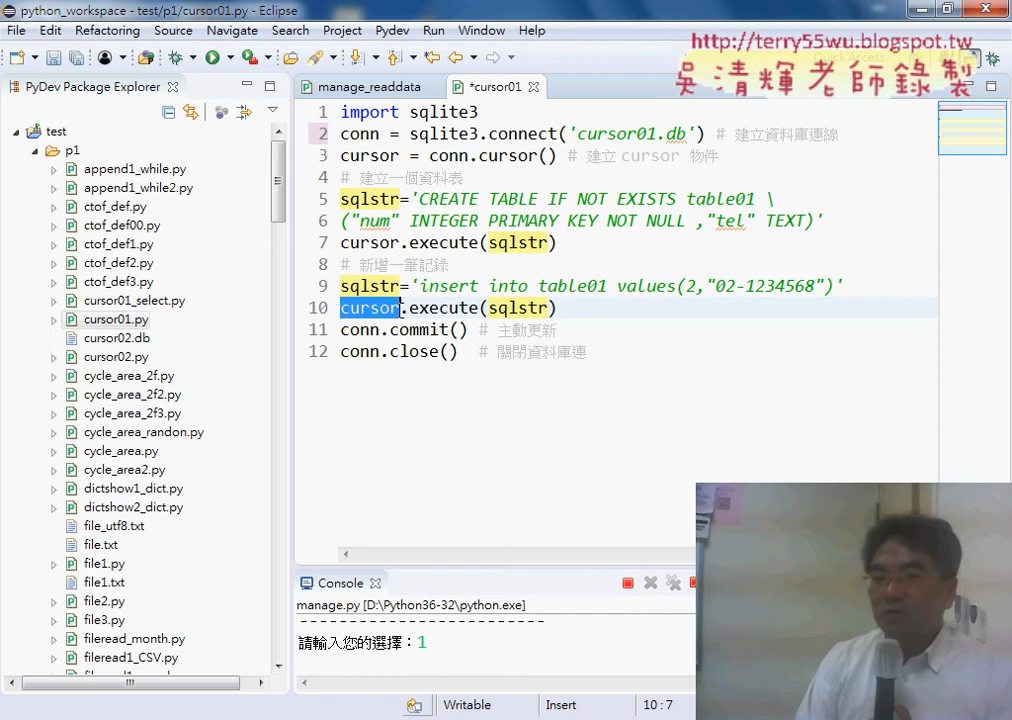 python_workspace - test/p1/cursor01.py - Eclipse
File Edit Refactoring Source Navigate Search Project Pydev Run Window Help
http://terry55wu.blogspot.tw
吳清輝老師錄製
PyDev Package Explorer
manage_readdata
*cursor01
test
p1
append1_while.py
append1_while2.py
ctof_def.py
ctof_def00.py
ctof_def1.py
ctof_def2.py
ctof_def3.py
cursor01_select.py
cursor01.py
cursor02.db
cursor02.py
cycle_area_2f.py
cycle_area_2f2.py
cycle_area_2f3.py
cycle_area_randon.py
cycle_area.py
cycle_area2.py
dictshow1_dict.py
dictshow2_dict.py
file_utf8.txt
file.txt
file1.py
file1.txt
file2.py
file3.py
fileread_month.py
fileread1_CSV.py
1 import sqlite3
2 conn = sqlite3.connect('cursor01.db') # 建立資料庫連線
3 cursor = conn.cursor() # 建立 cursor 物件
4 # 建立一個資料表
5 sqlstr='CREATE TABLE IF NOT EXISTS table01 \
6 ("num" INTEGER PRIMARY KEY NOT NULL ,"tel" TEXT)'
7 cursor.execute(sqlstr)
8 # 新增一筆記錄
9 sqlstr='insert into table01 values(2,"02-1234568")'
10 cursor.execute(sqlstr)
11 conn.commit() # 主動更新
12 conn.close() # 關閉資料庫連
Console
manage.py [D:\Python36-32\python.exe]
-------------------------
請輸入您的選擇：1
Writable Insert 10:7